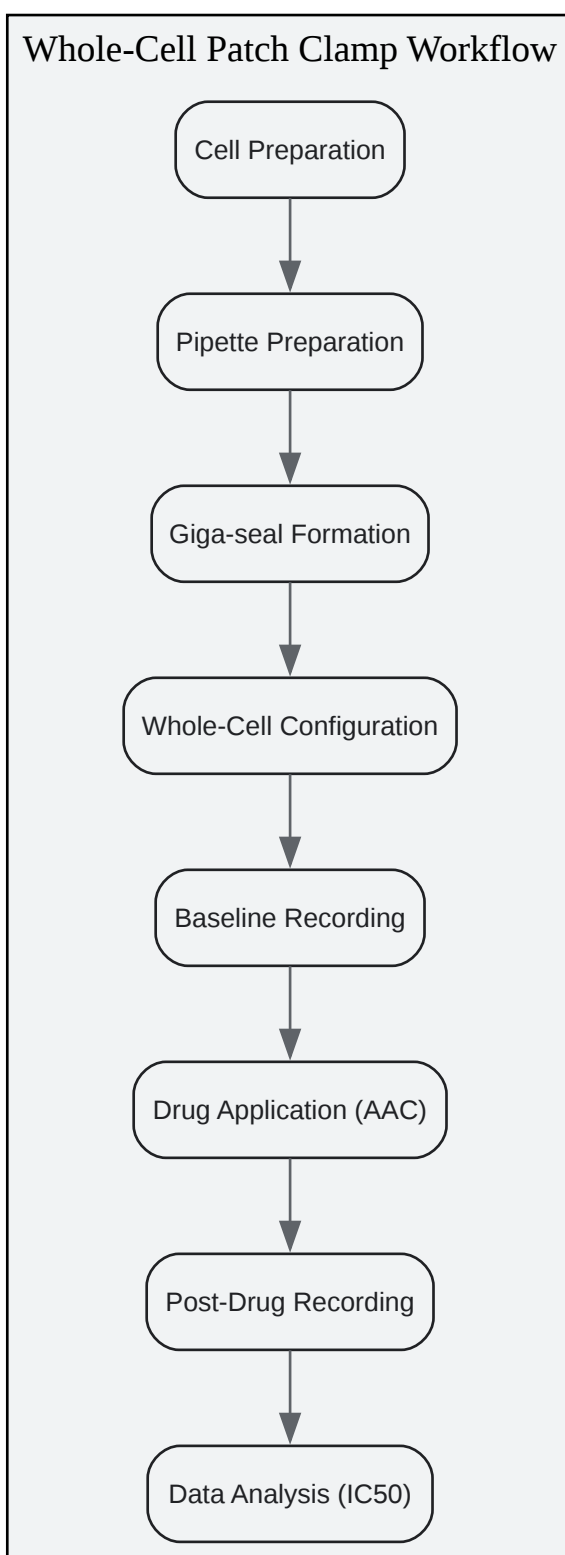 Whole-Cell Patch Clamp Workflow
Cell Preparation
Pipette Preparation
Giga-seal Formation
Whole-Cell Configuration
Baseline Recording
Drug Application (AAC)
Post-Drug Recording
Data Analysis (IC50)